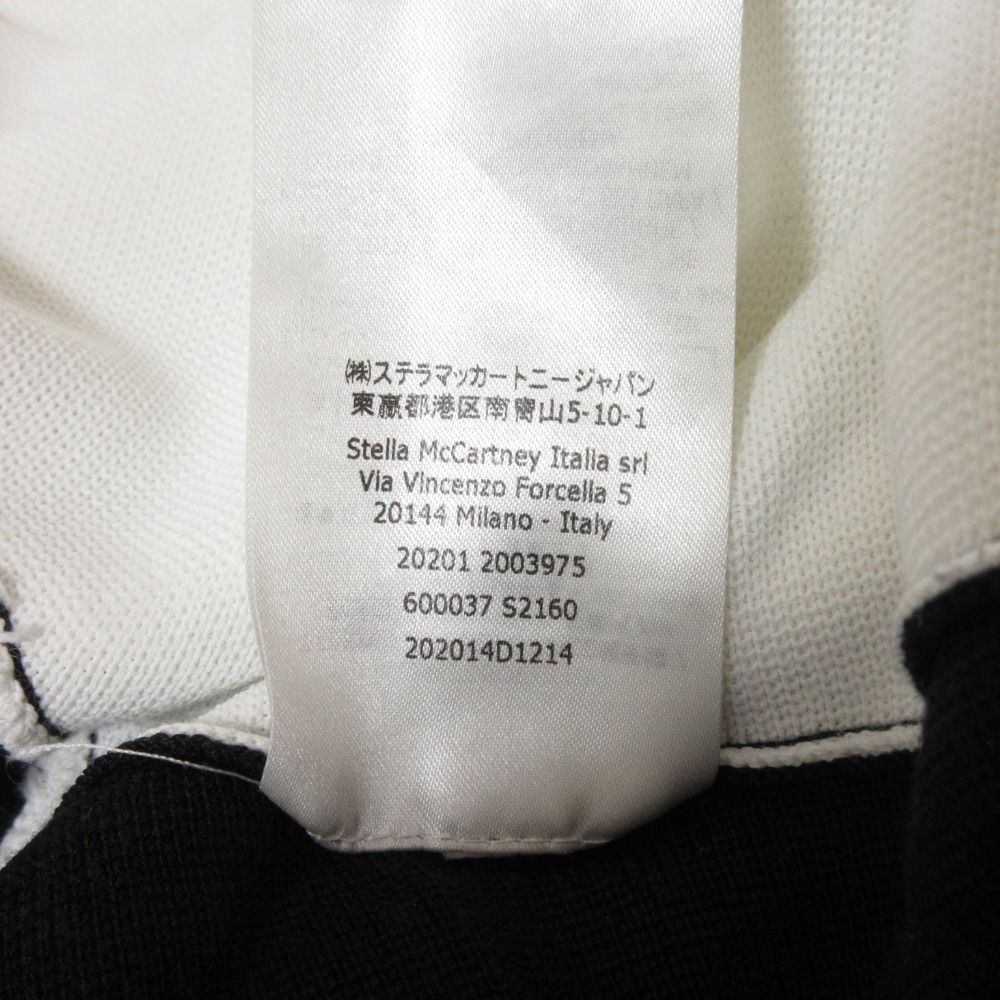 ㈱ステラマッカートニージャパン
東京都港区南青山5-10-1
Stella McCartney Italia srl
Via Vincenzo Forcella 5
20144 Milano - Italy
20201 2003975
600037 S2160
202014D1214